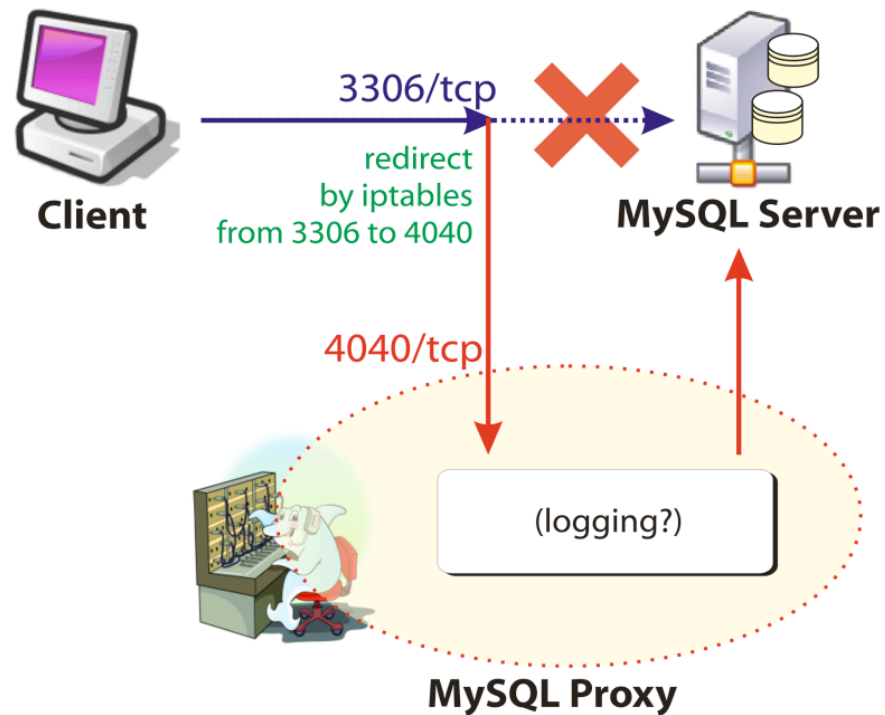 3306/tcp
redirect
by iptables
from 3306 to 4040
Client
MySQL Server
4040/tcp
(logging?)
MySQL Proxy